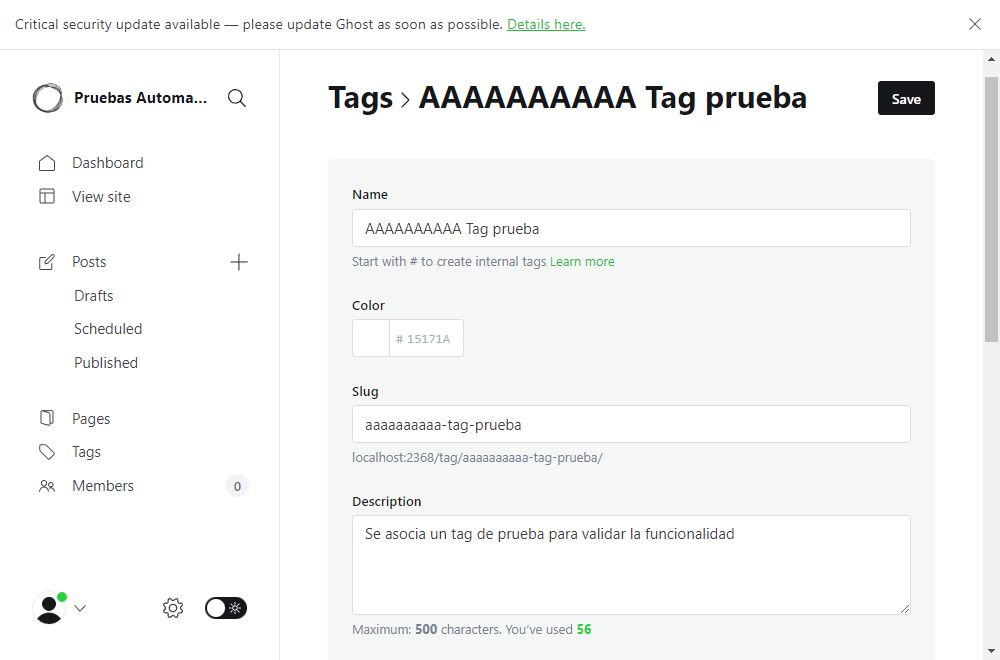 Critical security update available — please update Ghost as soon as possible. Details here.
Pruebas Automa...
Tags > AAAAAAAAAA Tag prueba
Save
Dashboard
View site
Posts
Drafts
Scheduled
Published
Pages
Tags
Members 0
Name
AAAAAAAAAA Tag prueba
Start with # to create internal tags Learn more
Color
# 15171A
Slug
aaaaaaaaaa-tag-prueba
localhost:2368/tag/aaaaaaaaaa-tag-prueba/
Description
Se asocia un tag de prueba para validar la funcionalidad
Maximum: 500 characters. You’ve used 56